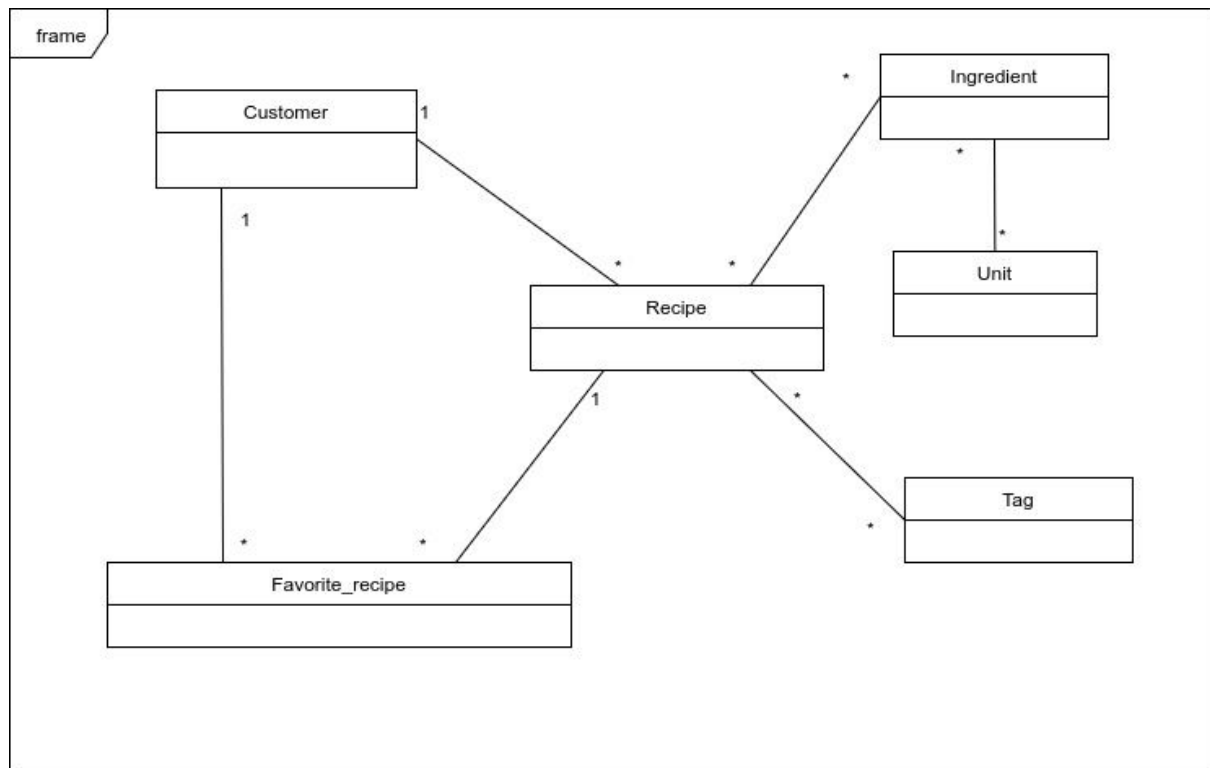 frame
Customer
1
1
*
Ingredient
*
*
*
Unit
*
Recipe
1
*
Tag
*
*
*
Favorite_recipe